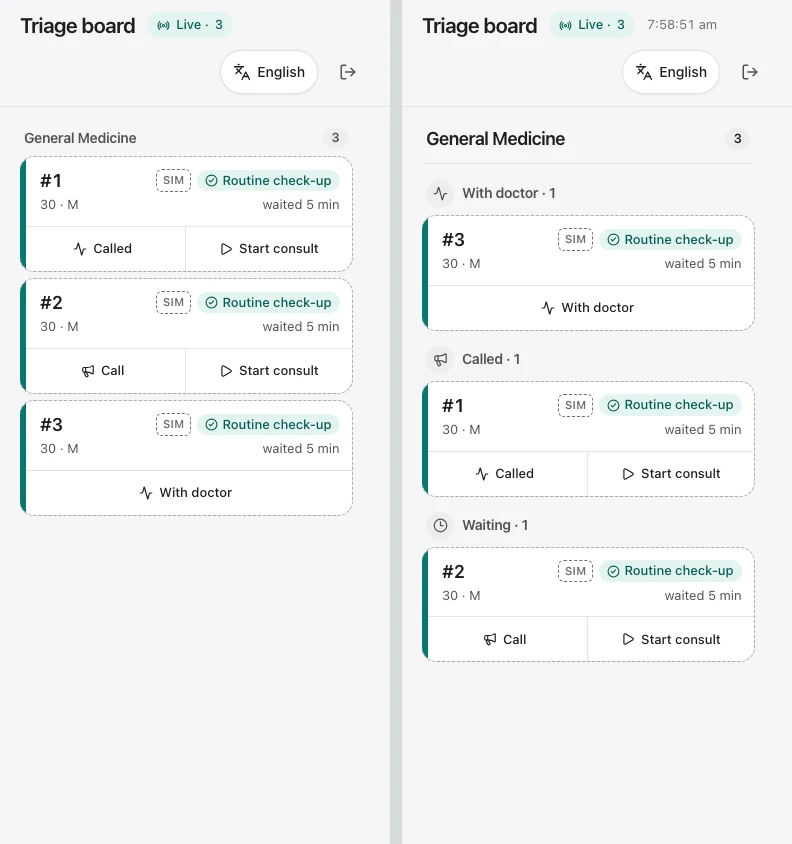 Triage board Live · 3
English
General Medicine 3
#1 SIM Routine check-up
30 · M waited 5 min
Called Start consult
#2 SIM Routine check-up
30 · M waited 5 min
Call Start consult
#3 SIM Routine check-up
30 · M waited 5 min
With doctor
Triage board Live · 3 7:58:51 am
English
General Medicine 3
With doctor · 1
#3 SIM Routine check-up
30 · M waited 5 min
With doctor
Called · 1
#1 SIM Routine check-up
30 · M waited 5 min
Called Start consult
Waiting · 1
#2 SIM Routine check-up
30 · M waited 5 min
Call Start consult